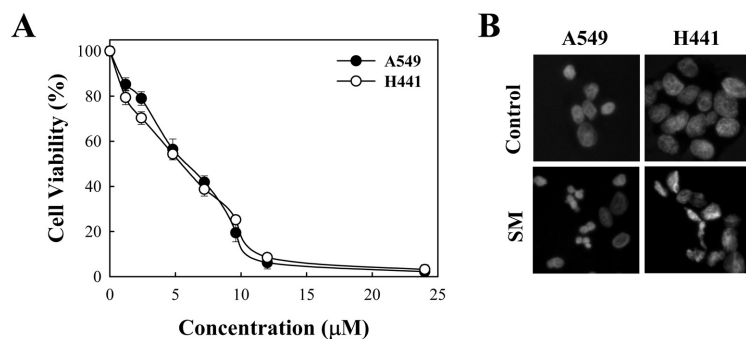 A
Cell Viability (%)
100
80
60
40
20
0
A549
H441
0 5 10 15 20 25
Concentration (μM)
B
A549 H441
Control
SM